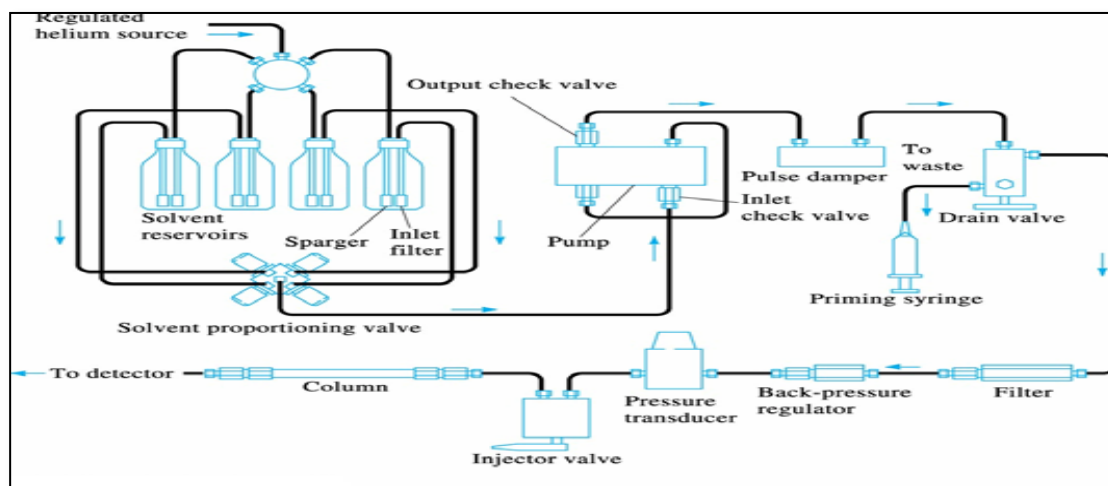 Regulated
helium source
Output check valve
To
waste
Pulse damper
Inlet
check valve
Drain valve
Pump
Solvent
reservoirs
Sparger
Inlet
filter
Priming syringe
Solvent proportioning valve
To detector
Column
Pressure
transducer
Back-pressure
regulator
Filter
Injector valve